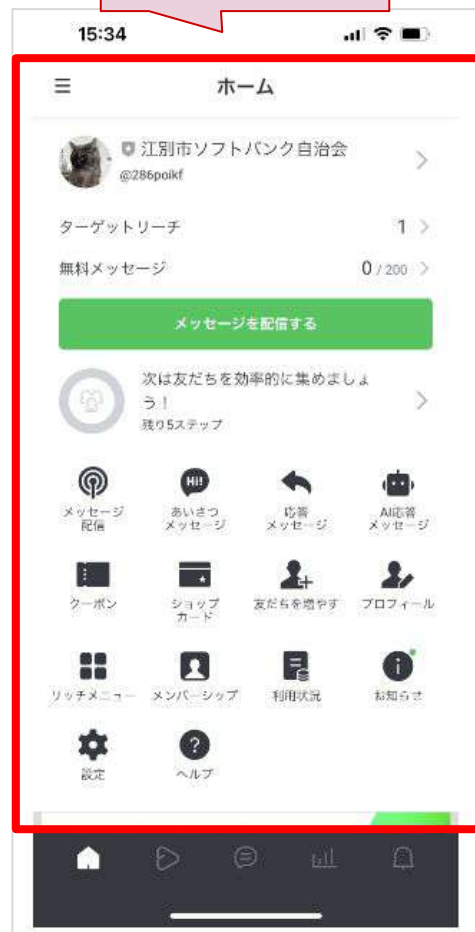 15:34
ホーム
江別市ソフトバンク自治会
@286poikf
ターゲットリーチ 1
無料メッセージ 0 / 200
メッセージを配信する
次は友だちを効率的に集めましょ
う！
残り5ステップ
Hi!
メッセージ
配信
あいさつ
メッセージ
応答
メッセージ
AI応答
メッセージ
クーポン
ショップ
カード
友だちを増やす
プロフィール
リッチメニュー
メンバーシップ
利用状況
お知らせ
設定
ヘルプ